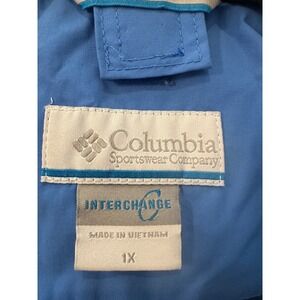 Columbia
Sportswear Company
INTERCHANGE
MADE IN VIETNAM
1X